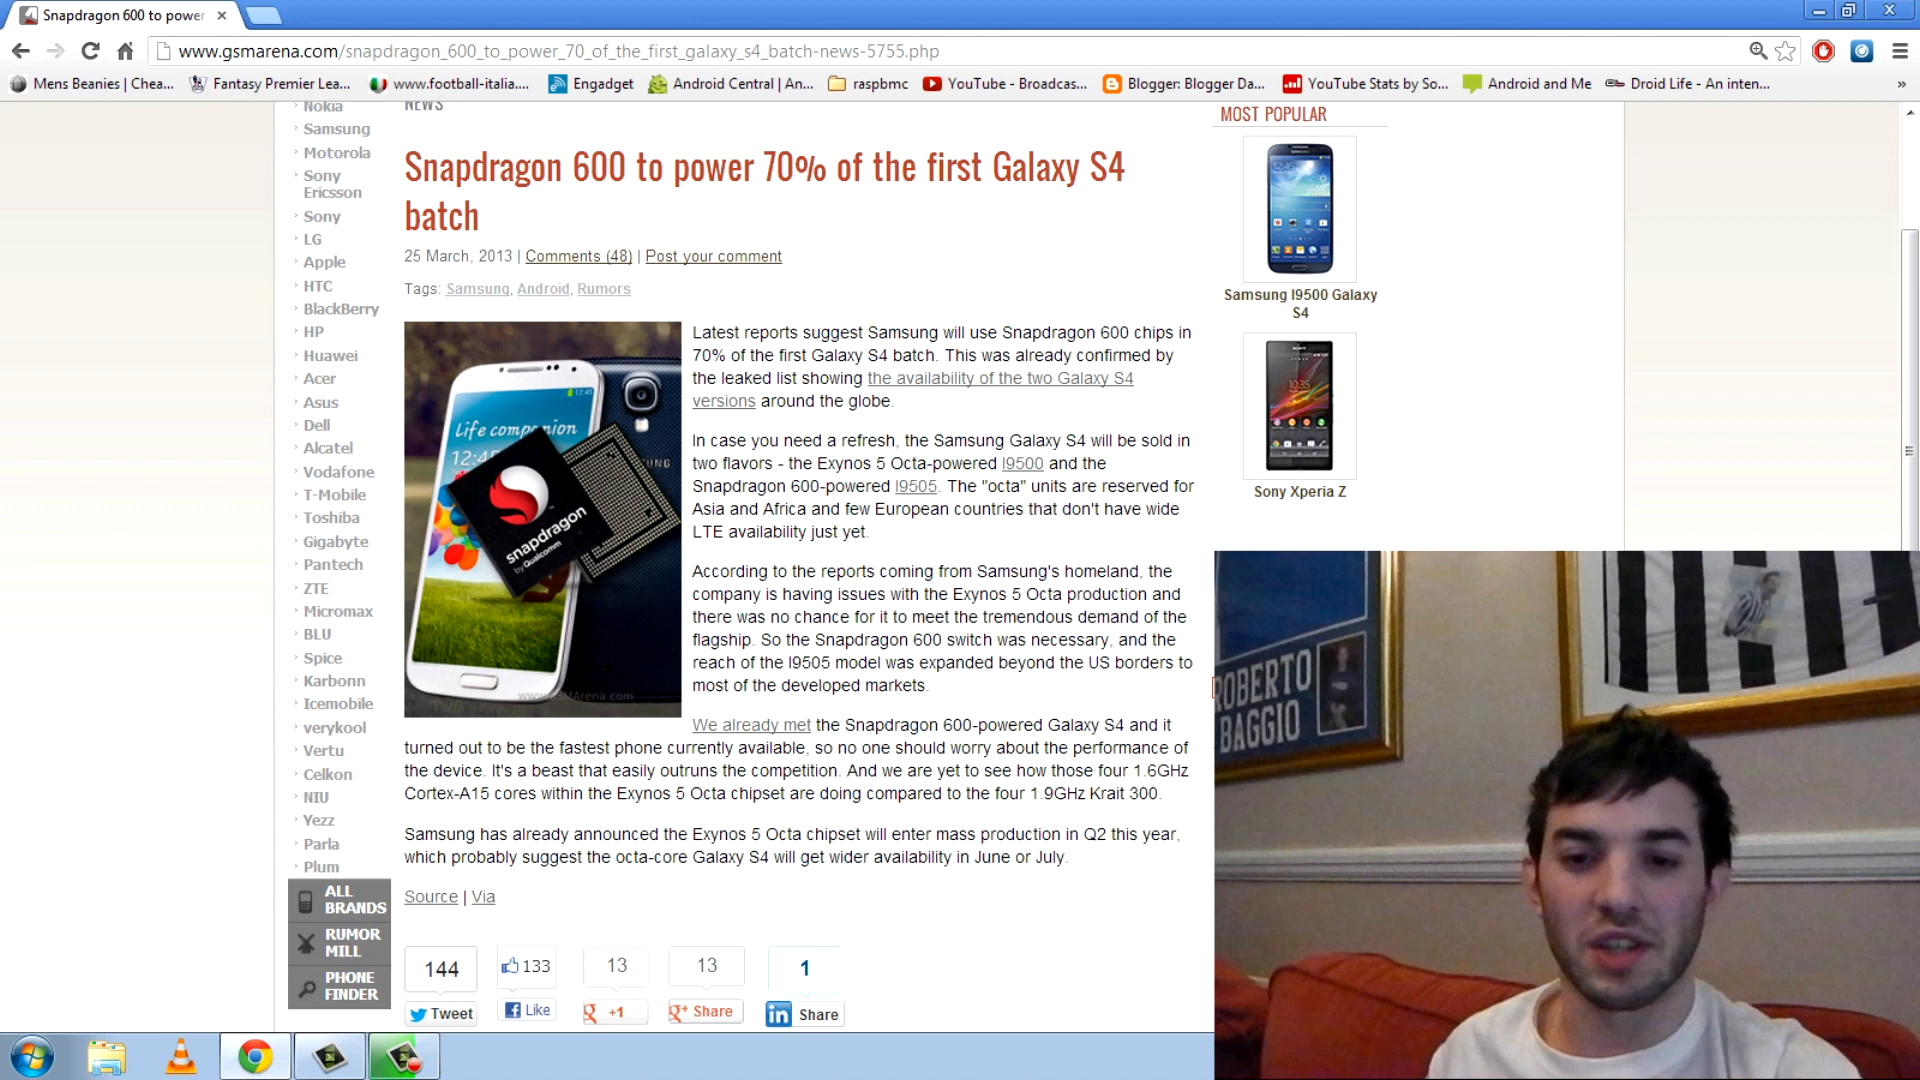 Snapdragon 600 to power
www.gsmarena.com/snapdragon_600_to_power_70_of_the_first_galaxy_s4_batch-news-5755.php
Mens Beanies | Chea...
Fantasy Premier Lea...
www.football-italia....
Engadget
Android Central | An...
raspbmc
YouTube - Broadcas...
Blogger: Blogger Da...
YouTube Stats by So...
Android and Me
Droid Life - An inten...
»
Nokia
Samsung
Motorola
Sony
Ericsson
Sony
LG
Apple
HTC
BlackBerry
HP
Huawei
Acer
Asus
Dell
Alcatel
Vodafone
T-Mobile
Toshiba
Gigabyte
Pantech
ZTE
Micromax
BLU
Spice
Karbonn
Icemobile
verykool
Vertu
Celkon
NIU
Yezz
Parla
Plum
ALL
BRANDS
RUMOR
MILL
PHONE
FINDER
NEWS
Snapdragon 600 to power 70% of the first Galaxy S4
batch
25 March, 2013 | Comments (48) | Post your comment
Tags: Samsung, Android, Rumors
Life companion
12:45
snapdragon
by Qualcomm
Latest reports suggest Samsung will use Snapdragon 600 chips in
70% of the first Galaxy S4 batch. This was already confirmed by
the leaked list showing the availability of the two Galaxy S4
versions around the globe.
In case you need a refresh, the Samsung Galaxy S4 will be sold in
two flavors - the Exynos 5 Octa-powered I9500 and the
Snapdragon 600-powered I9505. The "octa" units are reserved for
Asia and Africa and few European countries that don't have wide
LTE availability just yet.
According to the reports coming from Samsung's homeland, the
company is having issues with the Exynos 5 Octa production and
there was no chance for it to meet the tremendous demand of the
flagship. So the Snapdragon 600 switch was necessary, and the
reach of the I9505 model was expanded beyond the US borders to
most of the developed markets.
We already met the Snapdragon 600-powered Galaxy S4 and it
turned out to be the fastest phone currently available, so no one should worry about the performance of
the device. It's a beast that easily outruns the competition. And we are yet to see how those four 1.6GHz
Cortex-A15 cores within the Exynos 5 Octa chipset are doing compared to the four 1.9GHz Krait 300.
Samsung has already announced the Exynos 5 Octa chipset will enter mass production in Q2 this year,
which probably suggest the octa-core Galaxy S4 will get wider availability in June or July.
Source | Via
144
133
13
13
1
Tweet
Like
+1
Share
Share
MOST POPULAR
Samsung I9500 Galaxy
S4
Sony Xperia Z
ROBERTO
BAGGIO